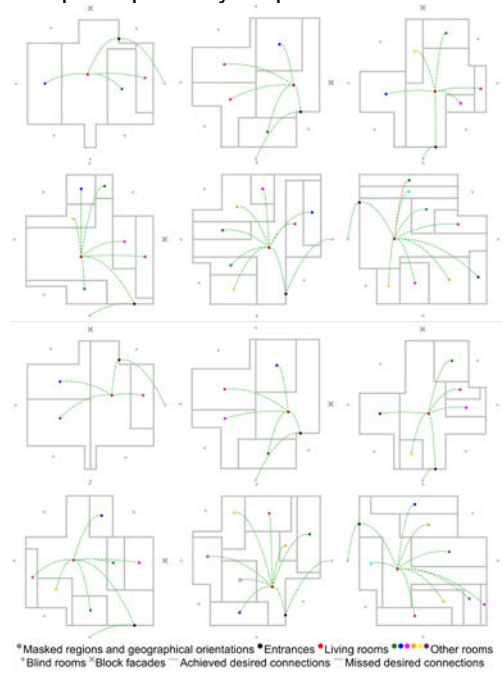 Masked regions and geographical orientations Entrances Living rooms Other rooms
Blind rooms Block facades Achieved desired connections Missed desired connections